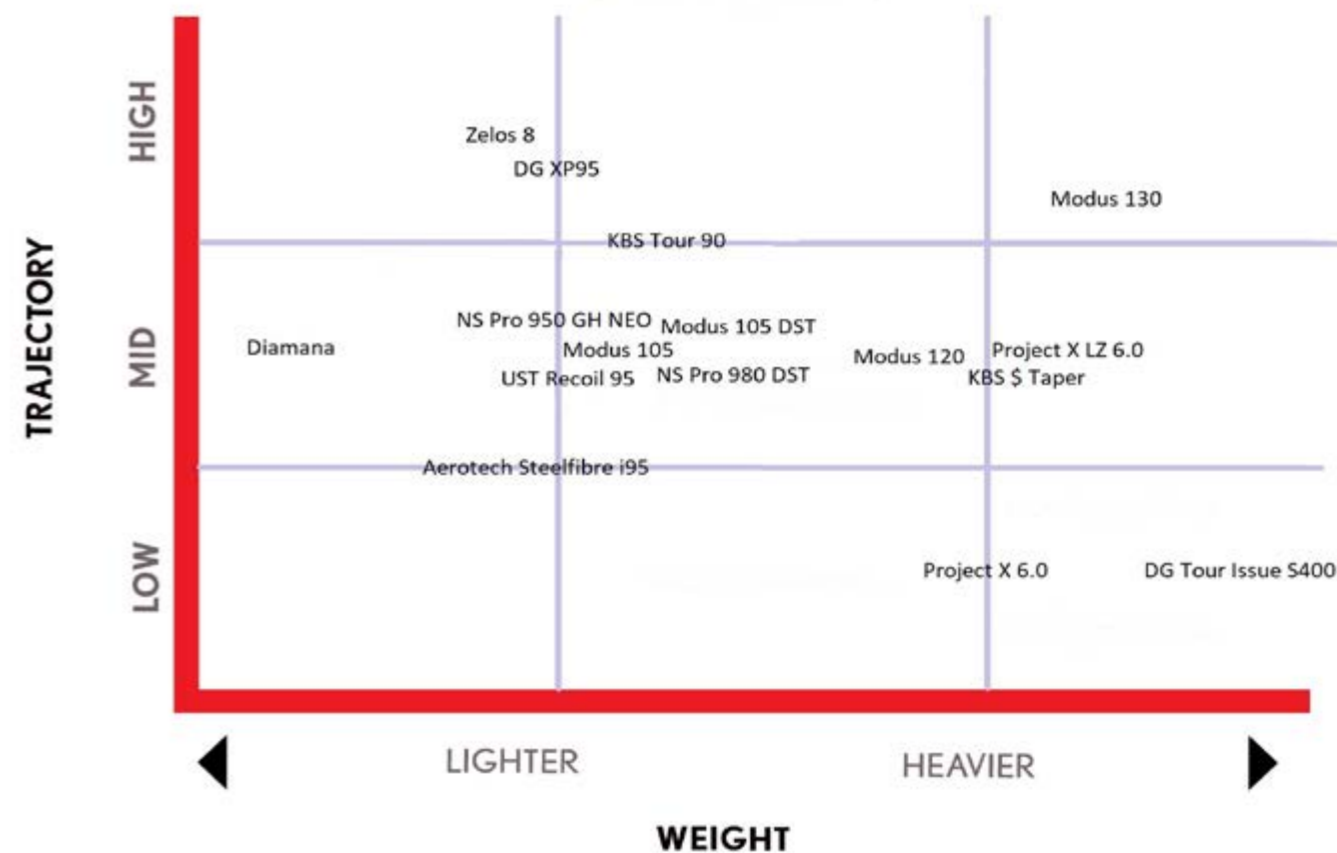 HIGH
Zelos 8
DG XP95
Modus 130
KBS Tour 90
TRAJECTORY
MID
NS Pro 950 GH NEO
Modus 105 DST
Diamana
Modus 105
Modus 120
Project X LZ 6.0
UST Recoil 95
NS Pro 980 DST
KBS $ Taper
Aerotech Steelfibre i95
LOW
Project X 6.0
DG Tour Issue S400
LIGHTER
HEAVIER
WEIGHT